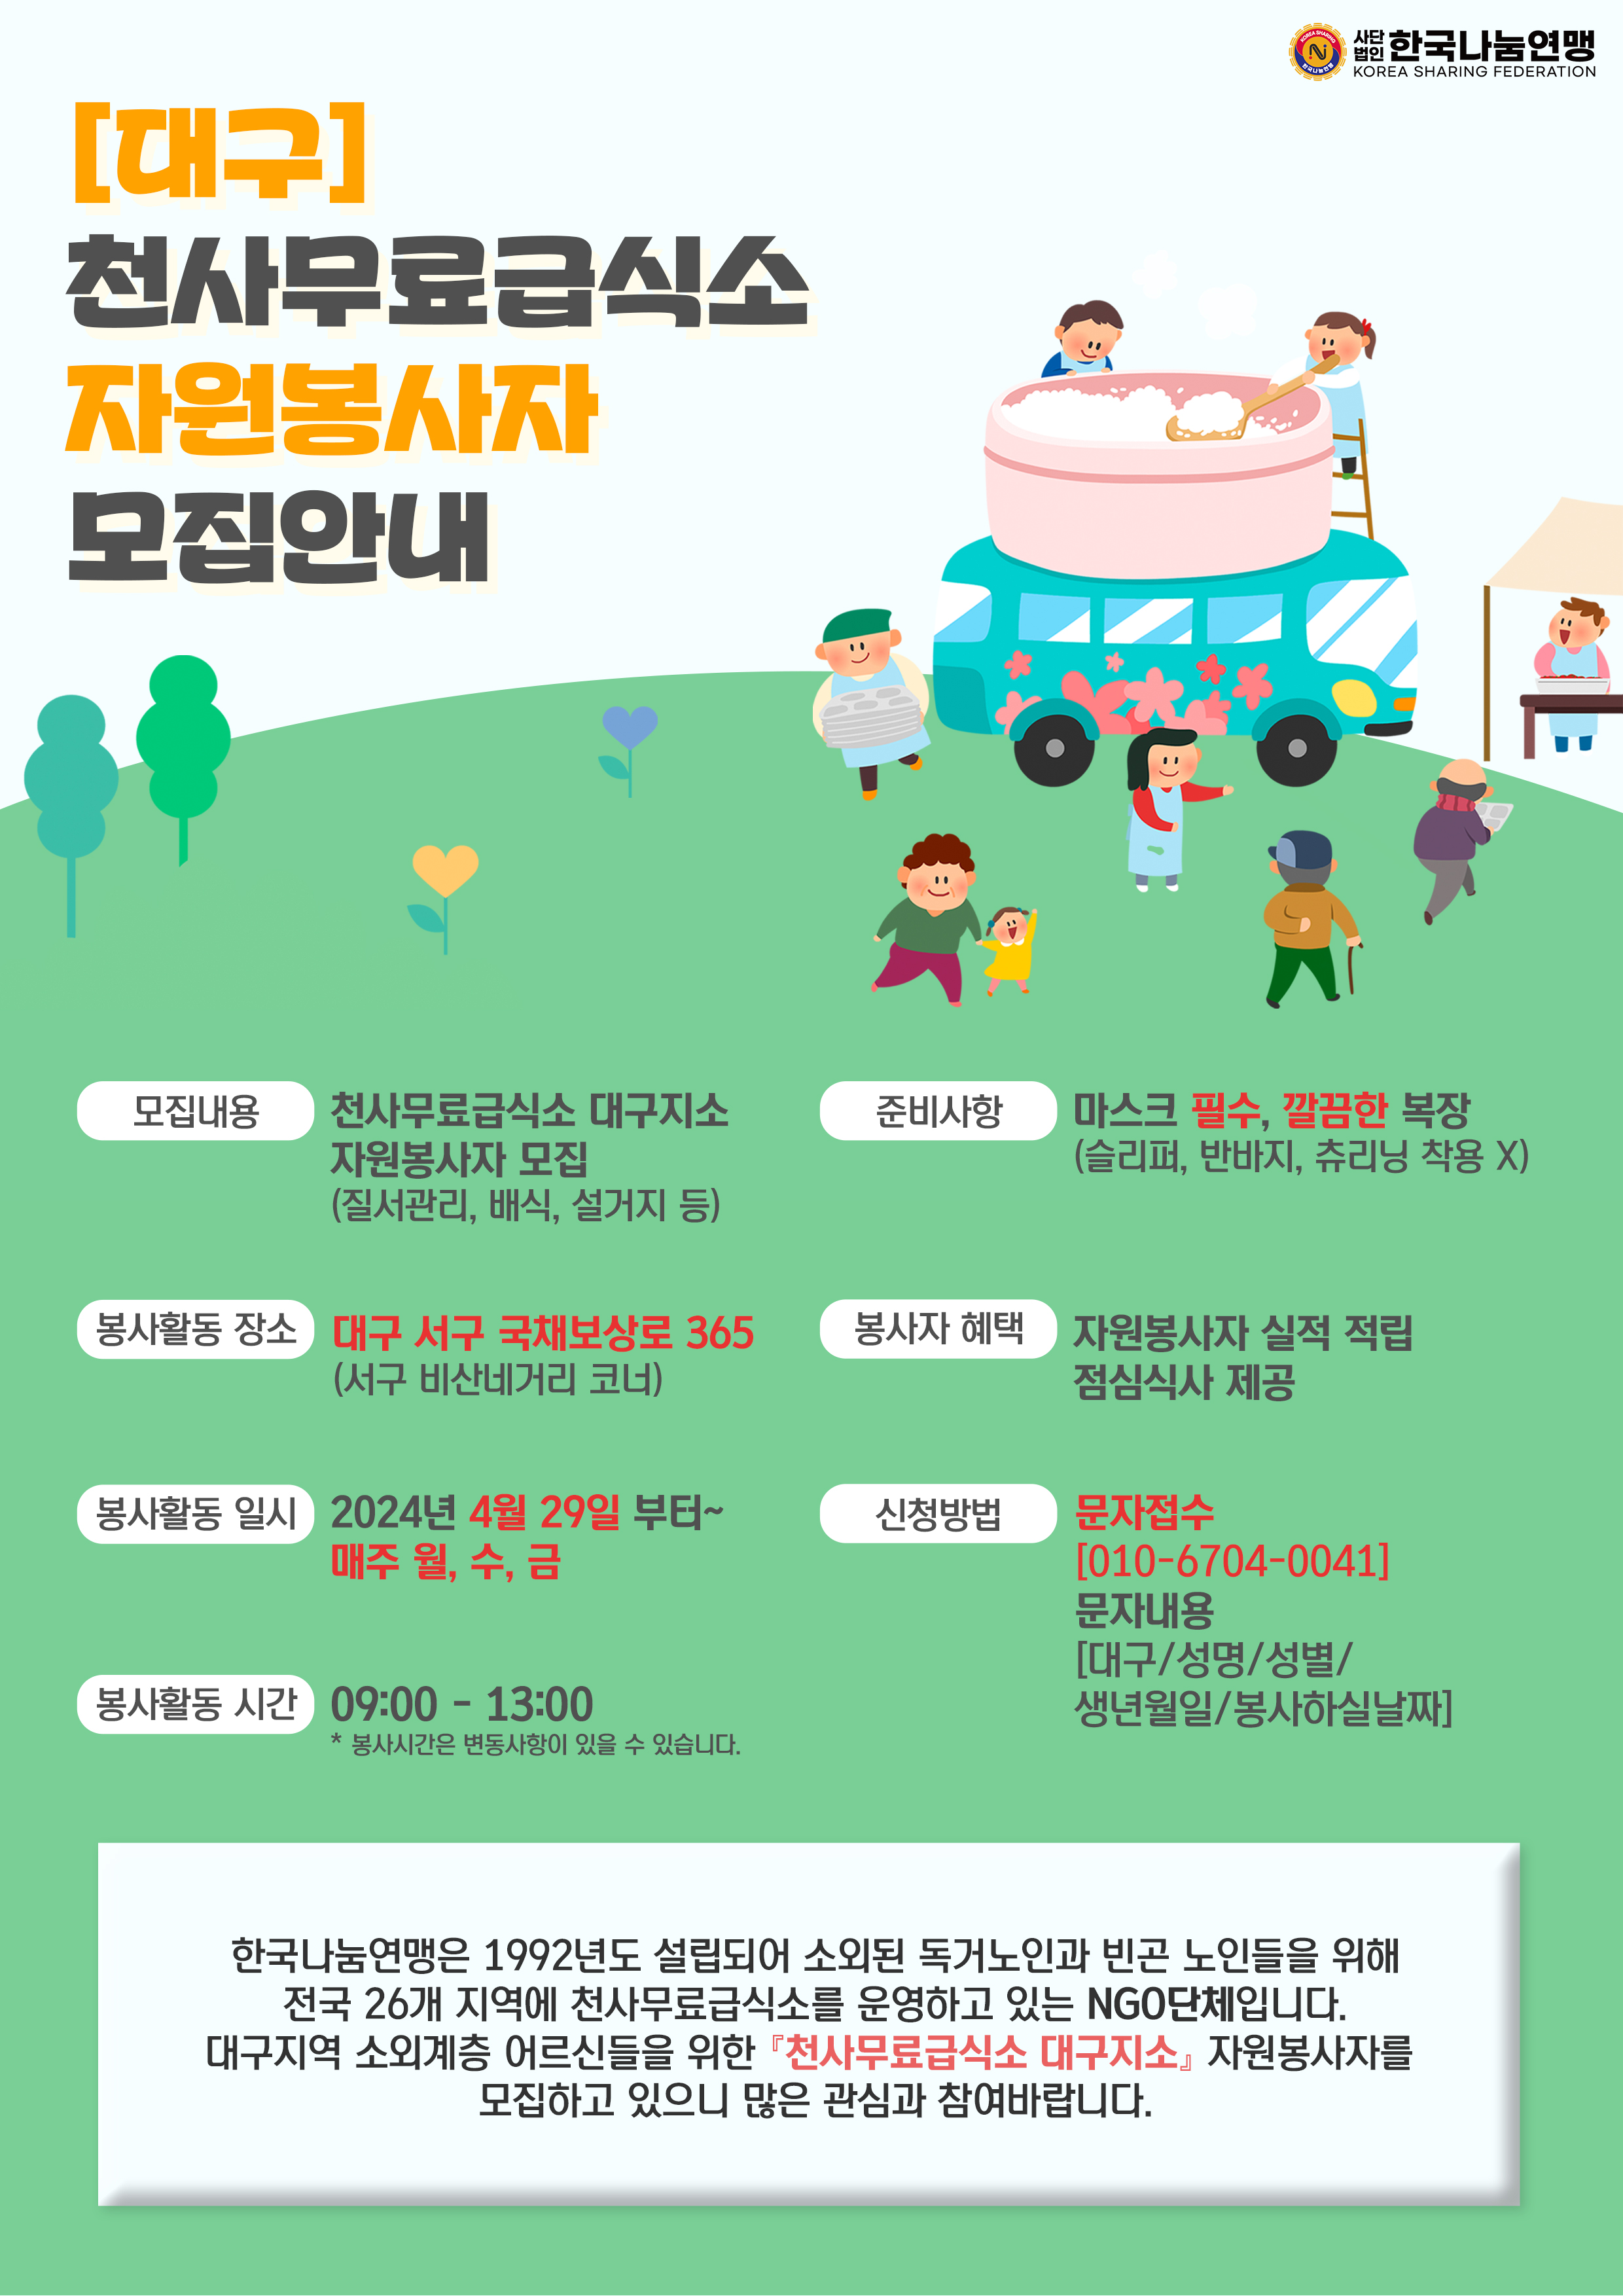 사단법인 한국나눔연맹
KOREA SHARING FEDERATION
KOREA SHARING
한국나눔연맹
[대구]
천사무료급식소
자원봉사자
모집안내
모집내용
천사무료급식소 대구지소
자원봉사자 모집
(질서관리, 배식, 설거지 등)
봉사활동 장소
대구 서구 국채보상로 365
(서구 비산네거리 코너)
봉사활동 일시
2024년 4월 29일 부터~
매주 월, 수, 금
봉사활동 시간
09:00 - 13:00
* 봉사시간은 변동사항이 있을 수 있습니다.
준비사항
마스크 필수, 깔끔한 복장
(슬리퍼, 반바지, 츄리닝 착용 X)
봉사자 혜택
자원봉사자 실적 적립
점심식사 제공
신청방법
문자접수
[010-6704-0041]
문자내용
[대구/성명/성별/
생년월일/봉사하실날짜]
한국나눔연맹은 1992년도 설립되어 소외된 독거노인과 빈곤 노인들을 위해
전국 26개 지역에 천사무료급식소를 운영하고 있는 NGO단체입니다.
대구지역 소외계층 어르신들을 위한 『천사무료급식소 대구지소』 자원봉사자를
모집하고 있으니 많은 관심과 참여바랍니다.